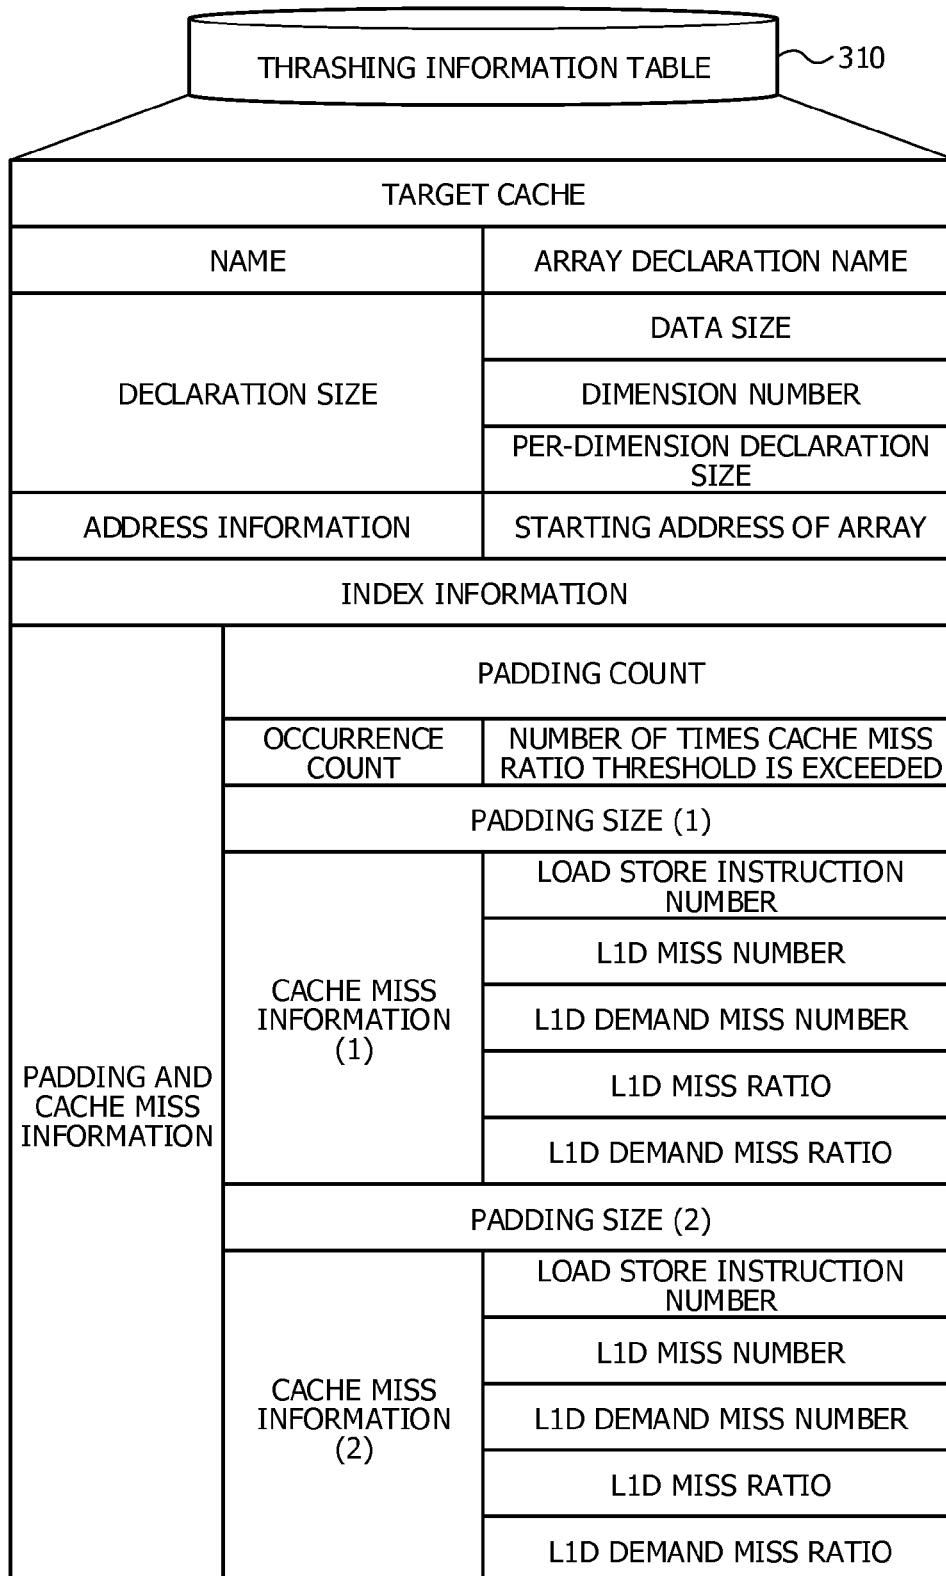 THRASHING INFORMATION TABLE
310
TARGET CACHE
NAME
ARRAY DECLARATION NAME
DECLARATION SIZE
DATA SIZE
DIMENSION NUMBER
PER-DIMENSION DECLARATION
SIZE
ADDRESS INFORMATION
STARTING ADDRESS OF ARRAY
INDEX INFORMATION
PADDING AND
CACHE MISS
INFORMATION
PADDING COUNT
OCCURRENCE
COUNT
NUMBER OF TIMES CACHE MISS
RATIO THRESHOLD IS EXCEEDED
PADDING SIZE (1)
CACHE MISS
INFORMATION
(1)
LOAD STORE INSTRUCTION
NUMBER
L1D MISS NUMBER
L1D DEMAND MISS NUMBER
L1D MISS RATIO
L1D DEMAND MISS RATIO
PADDING SIZE (2)
CACHE MISS
INFORMATION
(2)
LOAD STORE INSTRUCTION
NUMBER
L1D MISS NUMBER
L1D DEMAND MISS NUMBER
L1D MISS RATIO
L1D DEMAND MISS RATIO